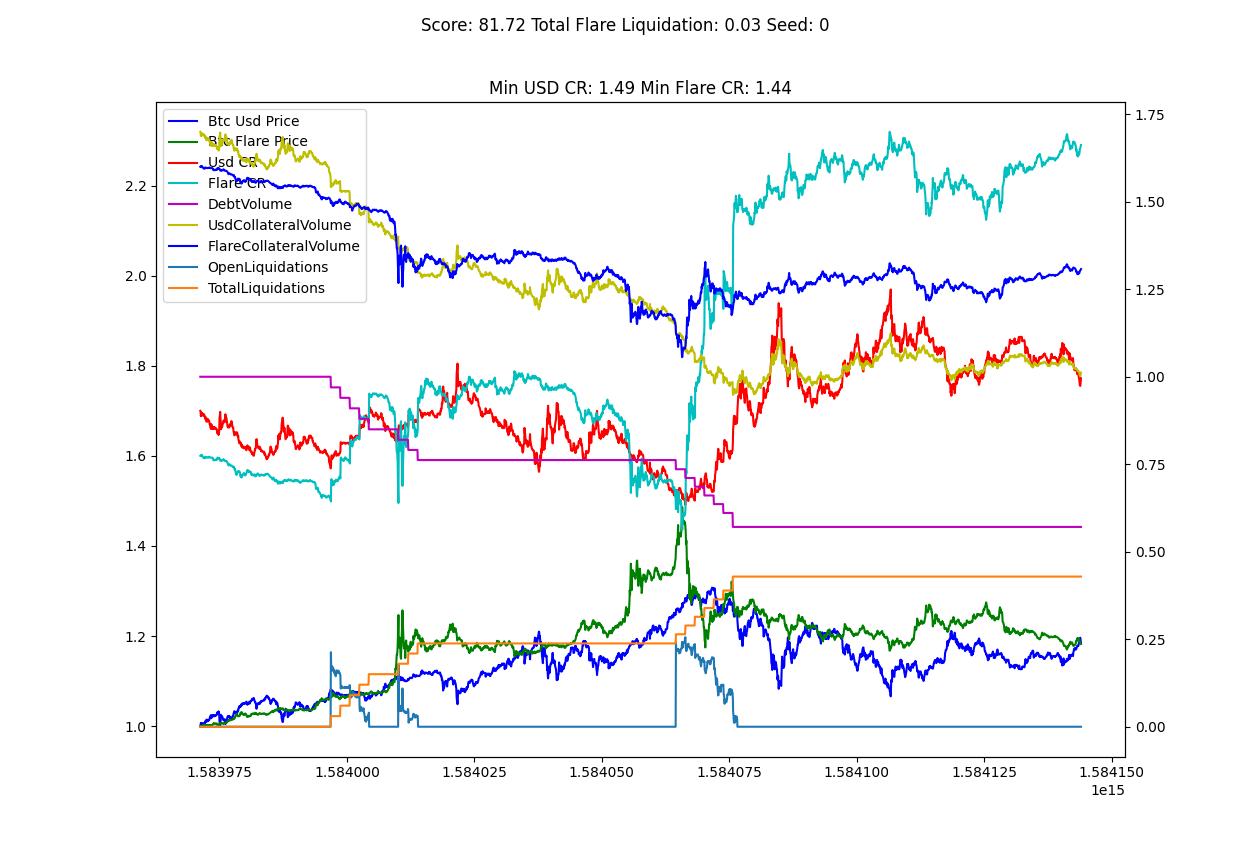 Score: 81.72 Total Flare Liquidation: 0.03 Seed: 0
Min USD CR: 1.49 Min Flare CR: 1.44
Btc Usd Price
Btc Flare Price
Usd CR
Flare CR
DebtVolume
UsdCollateralVolume
FlareCollateralVolume
OpenLiquidations
TotalLiquidations
2.2
2.0
1.8
1.6
1.4
1.2
1.0
1.75
1.50
1.25
1.00
0.75
0.50
0.25
0.00
1.583975 1.584000 1.584025 1.584050 1.584075 1.584100 1.584125 1.584150
1e15